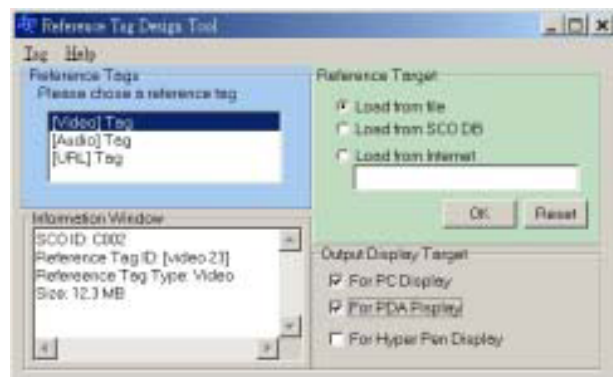 Reference Tag Design Tool
Tag Help
Reference Tags
Please chose a reference tag
[Video] Tag
[Audio] Tag
[URL] Tag
Reference Target
Load from file
Load from SCO DB
Load from Internet
OK Reset
Information Window
SCO ID: C002
Reference Tag ID: [video 23]
Refereence Tag Type: Video
Size: 12.3 MB
Output Display Target
For PC Display
For PDA Display
For Hyper Pen Display